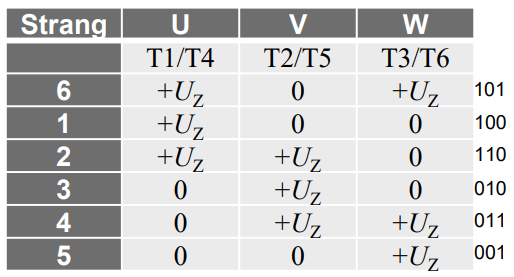 Strang U V W
T1/T4 T2/T5 T3/T6
6 +U_Z 0 +U_Z 101
1 +U_Z 0 0 100
2 +U_Z +U_Z 0 110
3 0 +U_Z 0 010
4 0 +U_Z +U_Z 011
5 0 0 +U_Z 001